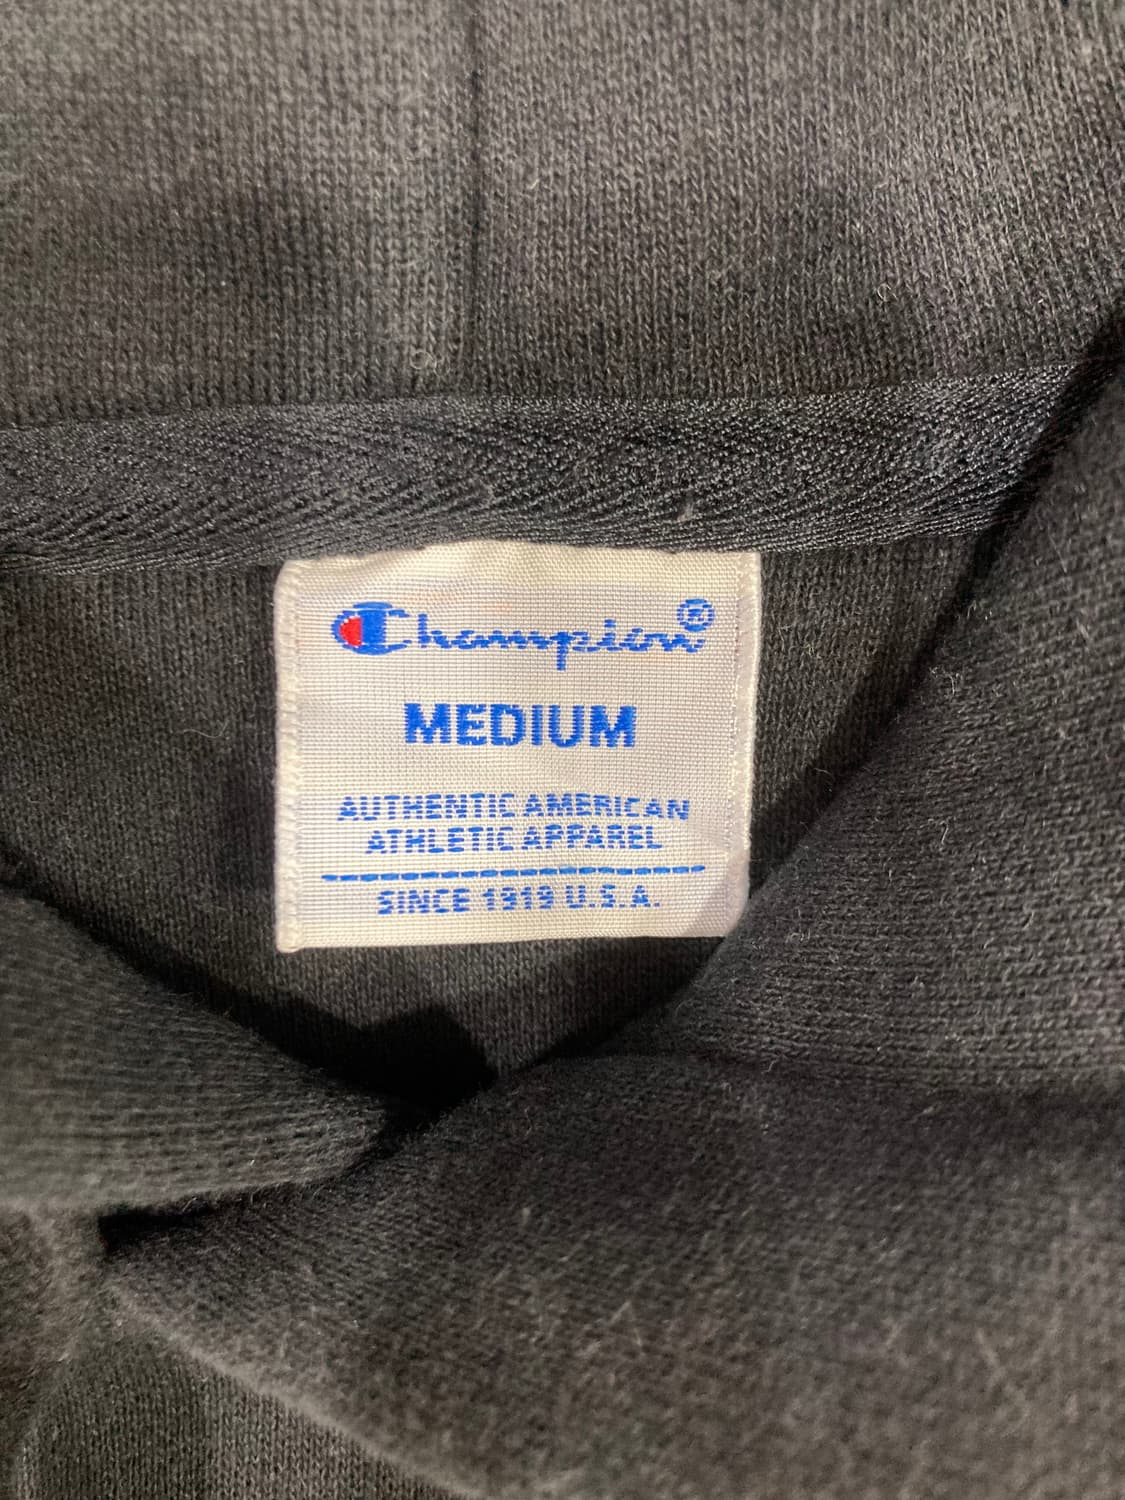 Champion®
MEDIUM
AUTHENTIC AMERICAN
ATHLETIC APPAREL
SINCE 1919 U.S.A.